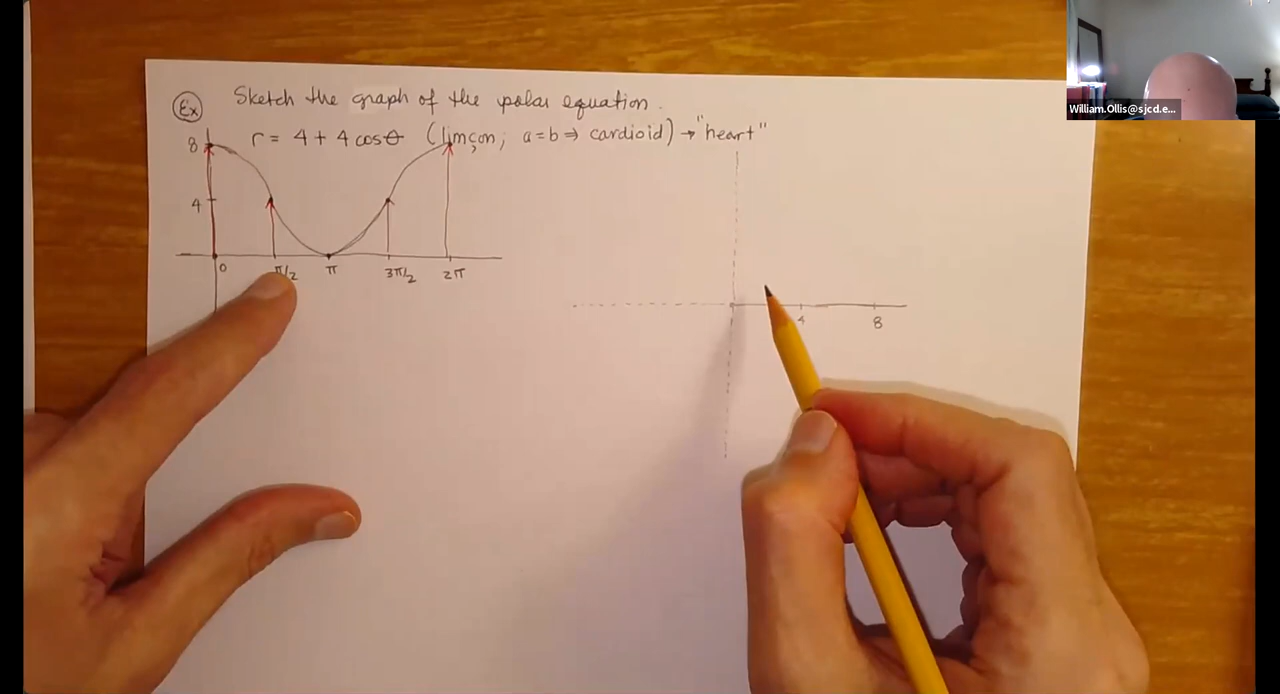 Ex Sketch the graph of the polar equation.
r = 4 + 4 cosθ (limçon; a=b ⇒ cardioid) → "heart"
8
4
0 π/2 π 3π/2 2π
4 8
William.Ollis@sjcd.e...